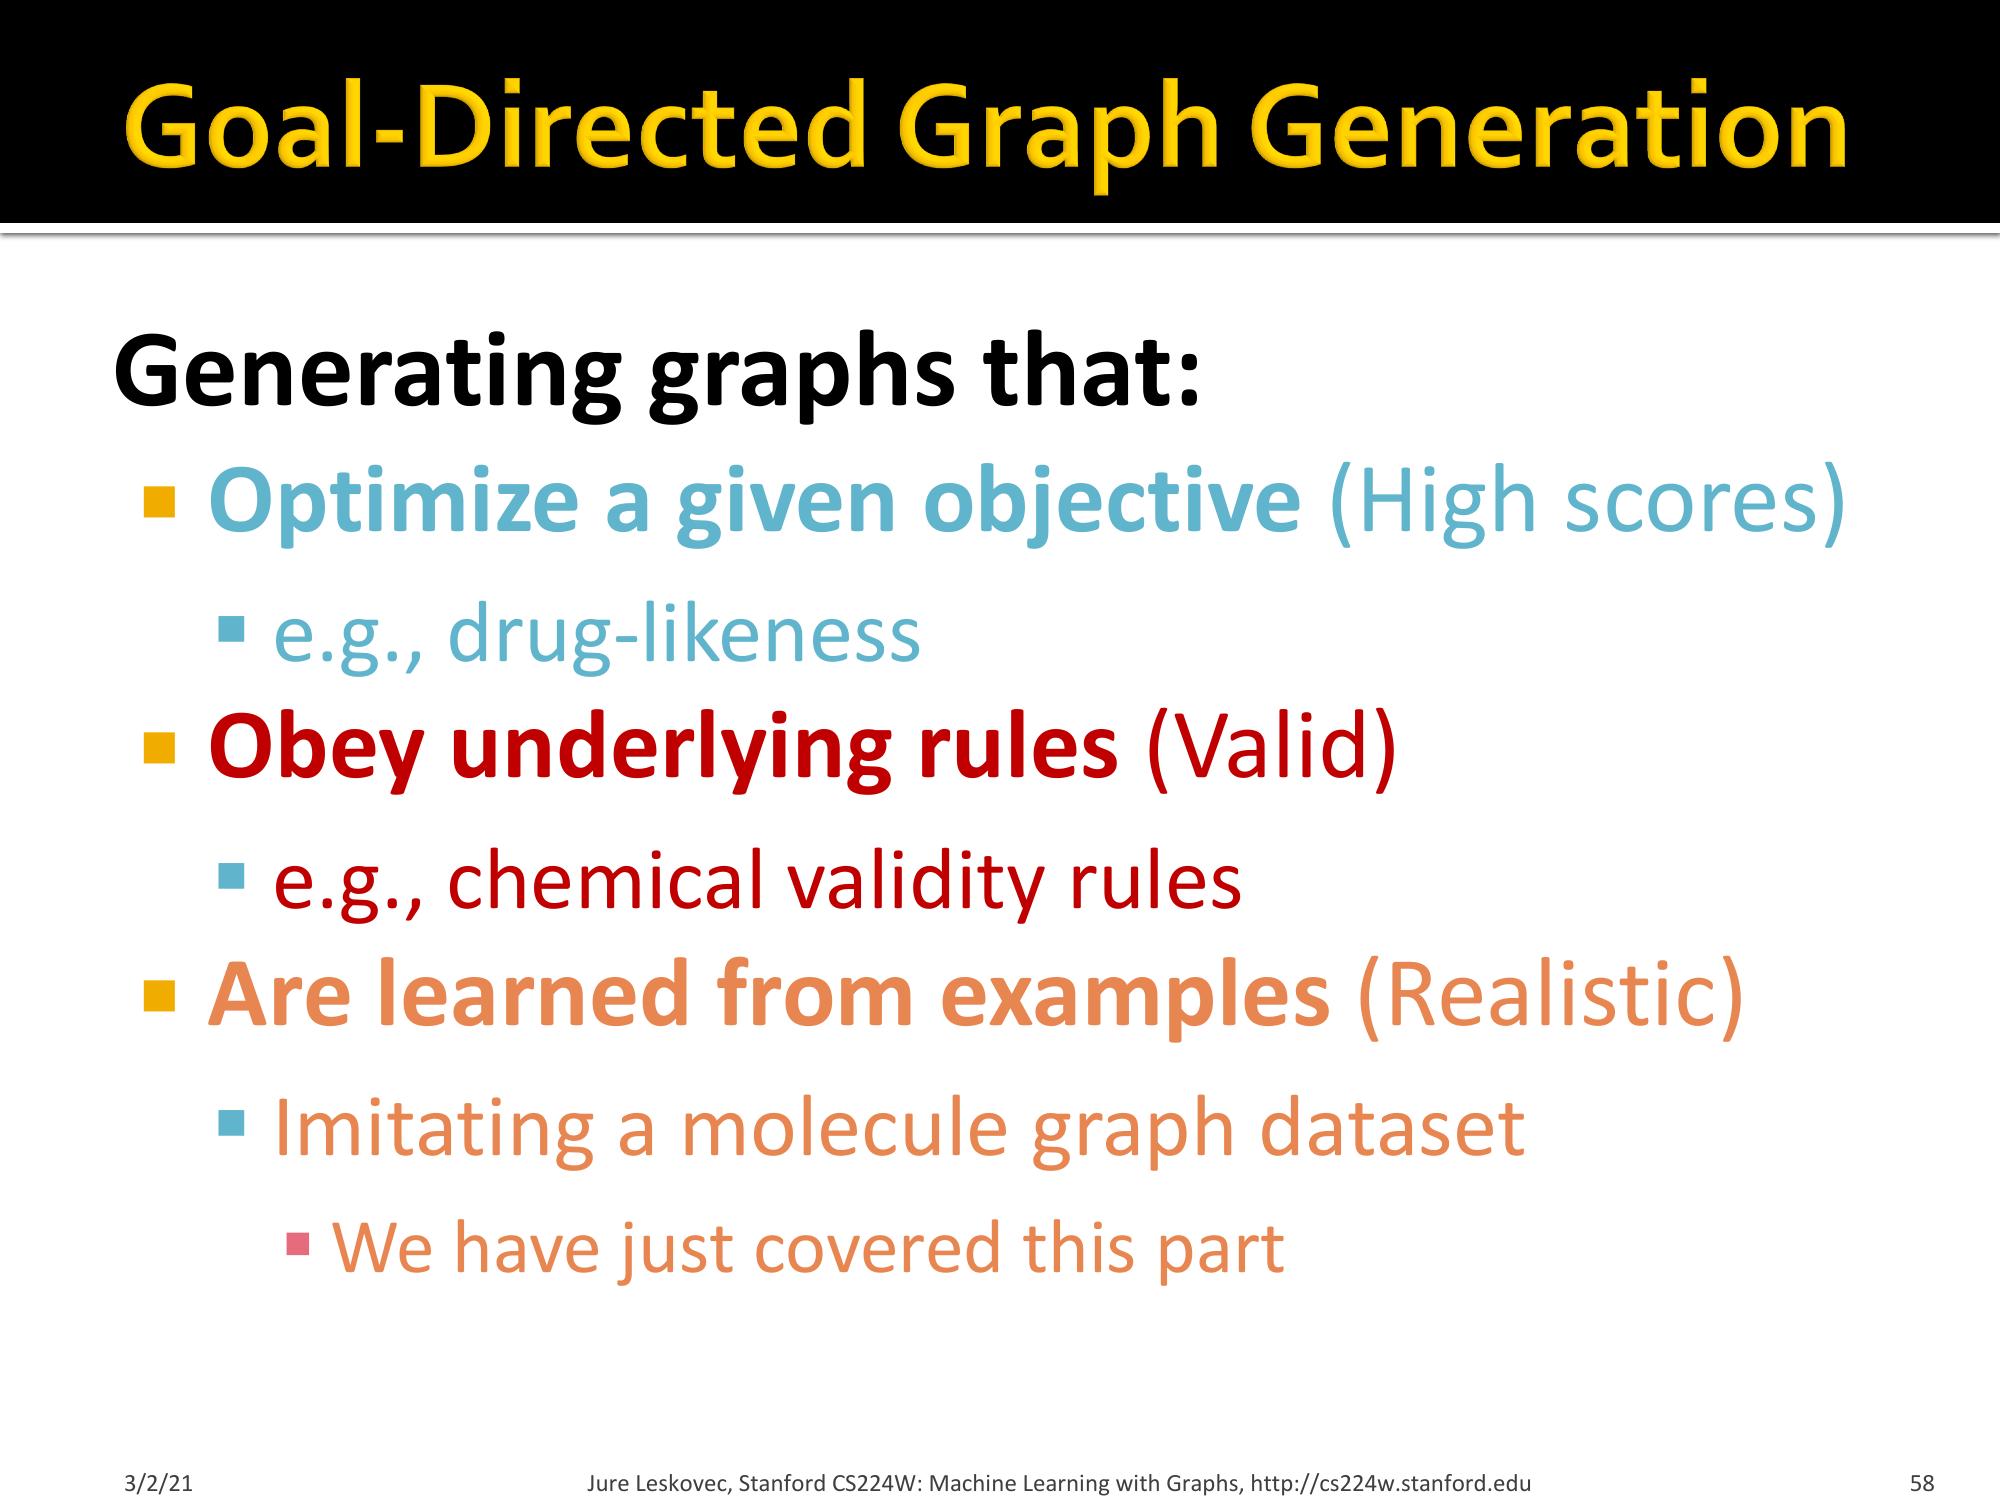 Goal-Directed Graph Generation
Generating graphs that:
Optimize a given objective (High scores)
e.g., drug-likeness
Obey underlying rules (Valid)
e.g., chemical validity rules
Are learned from examples (Realistic)
Imitating a molecule graph dataset
We have just covered this part
3/2/21
Jure Leskovec, Stanford CS224W: Machine Learning with Graphs, http://cs224w.stanford.edu
58